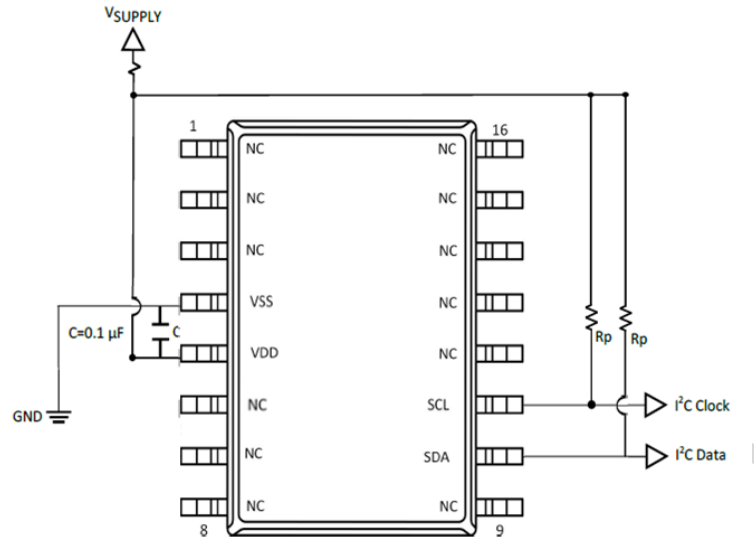 VSUPPLY
1
16
NC
NC
NC
NC
NC
NC
VSS
NC
C=0.1 µF
C
VDD
NC
Rp
Rp
NC
SCL
I²C Clock
GND
NC
SDA
I²C Data
NC
NC
8
9